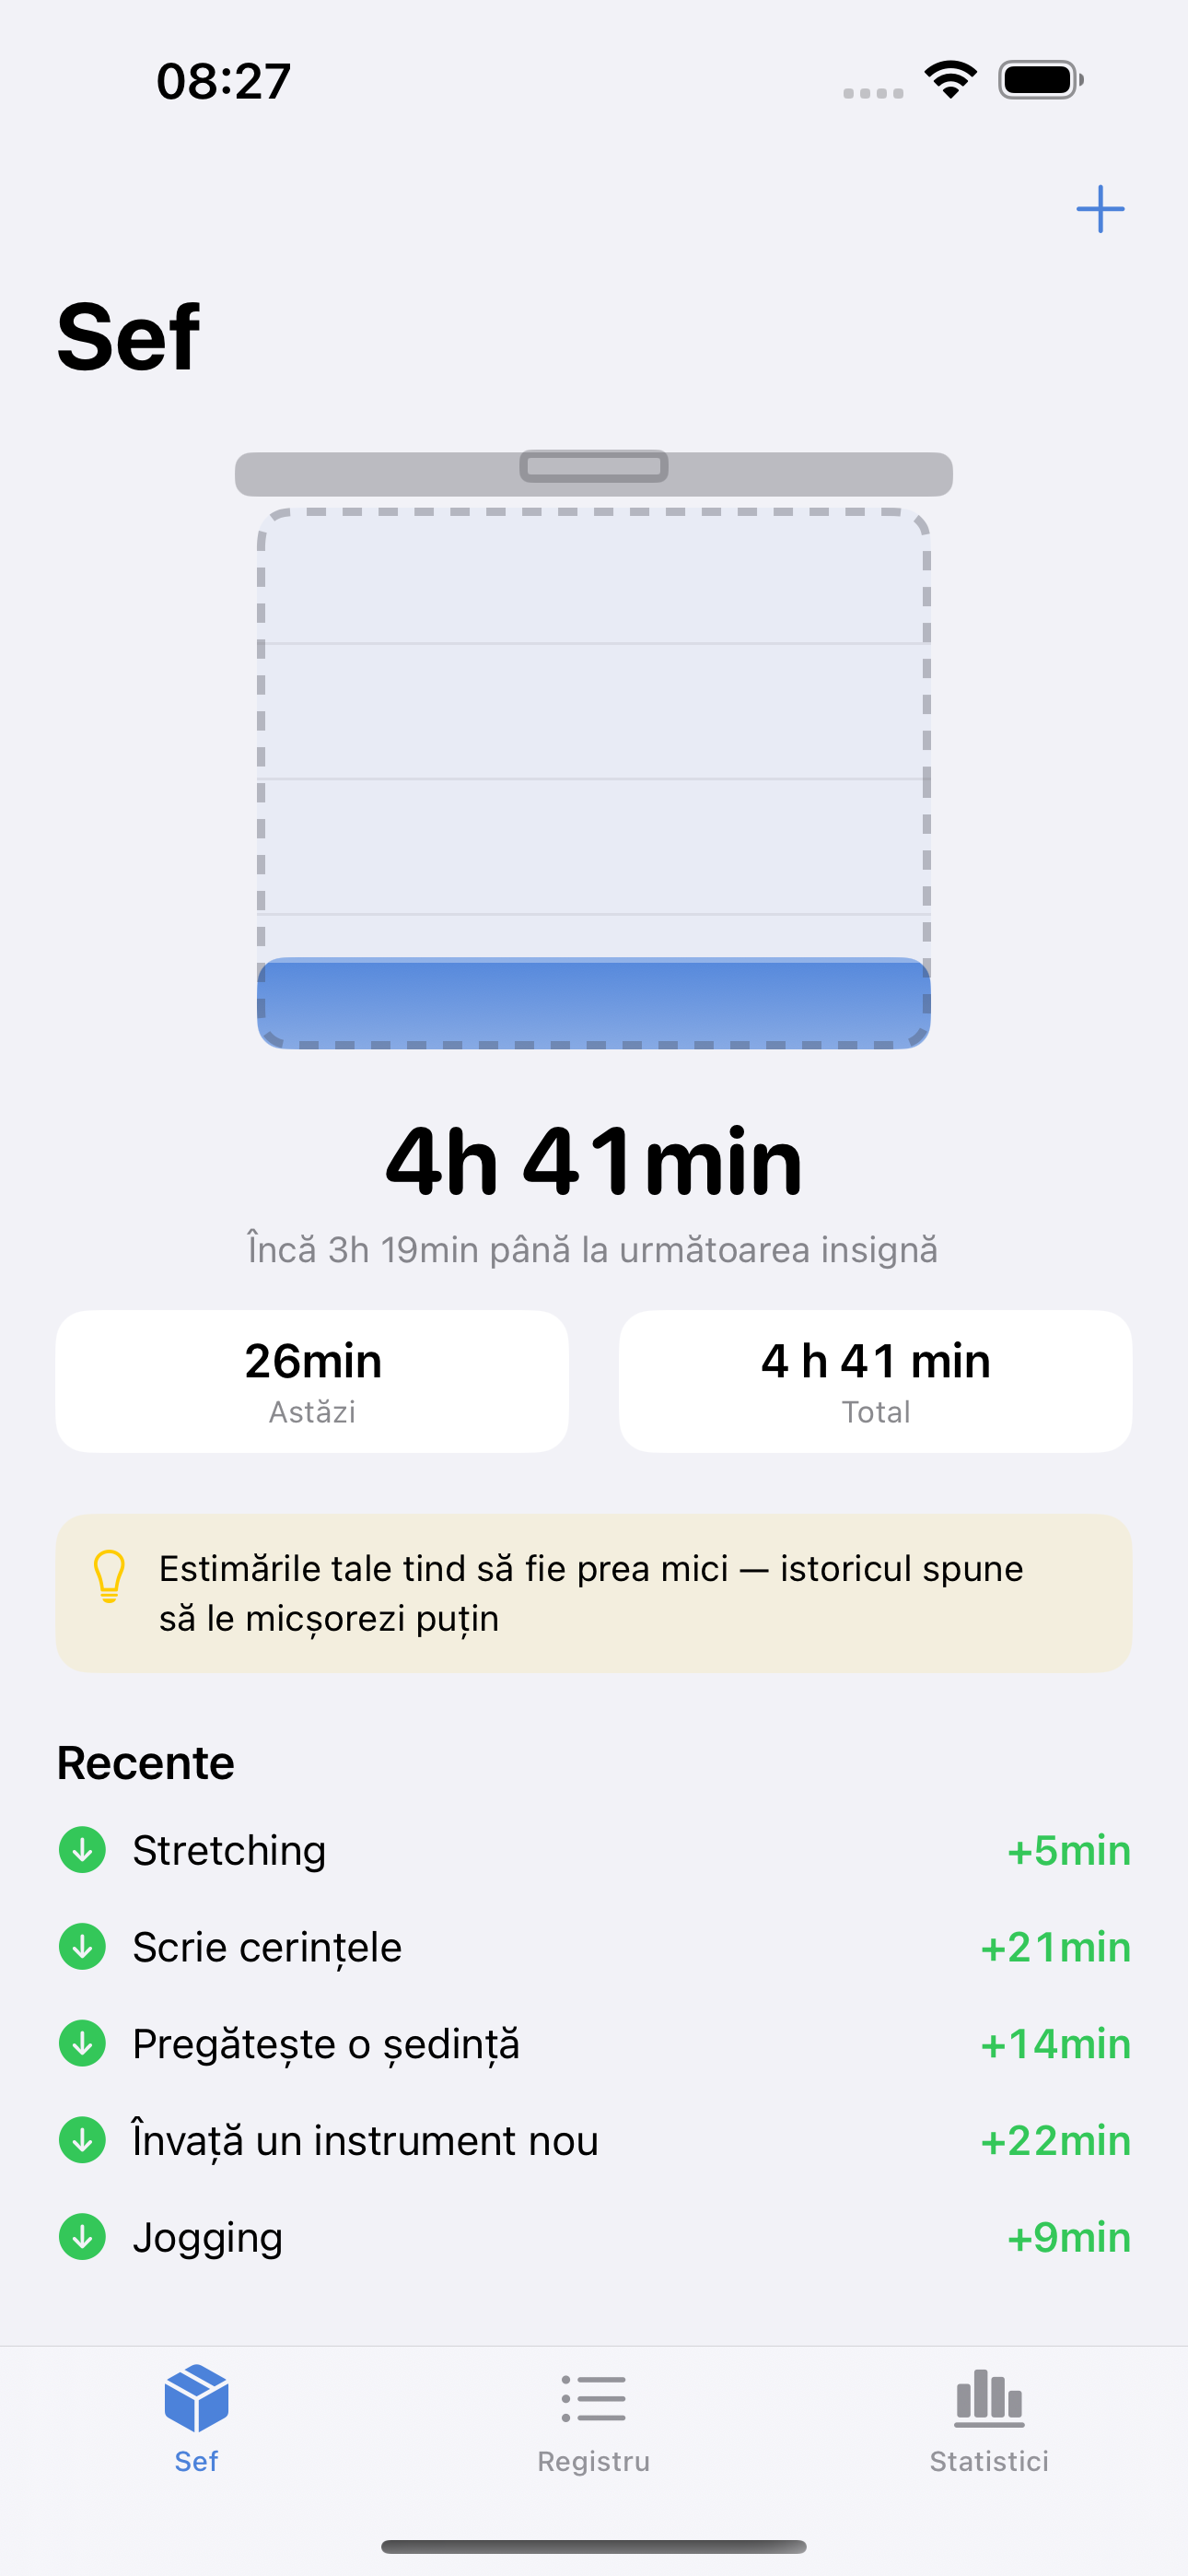 08:27
Sef
4h 41min
Încă 3h 19min până la următoarea insignă
26min
Astăzi
4 h 41 min
Total
Estimările tale tind să fie prea mici — istoricul spune
să le micșorezi puțin
Recente
Stretching +5min
Scrie cerințele +21min
Pregătește o ședință +14min
Învață un instrument nou +22min
Jogging +9min
Sef
Registru
Statistici